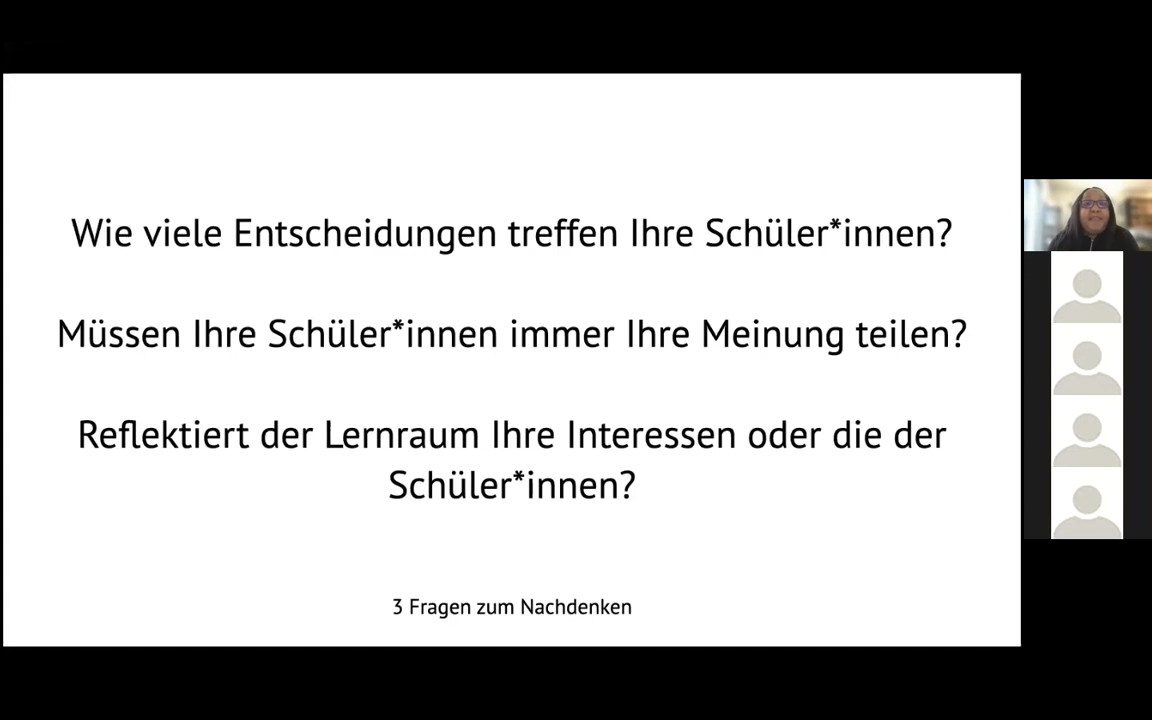 Wie viele Entscheidungen treffen Ihre Schüler*innen?
Müssen Ihre Schüler*innen immer Ihre Meinung teilen?
Reflektiert der Lernraum Ihre Interessen oder die der
Schüler*innen?
3 Fragen zum Nachdenken